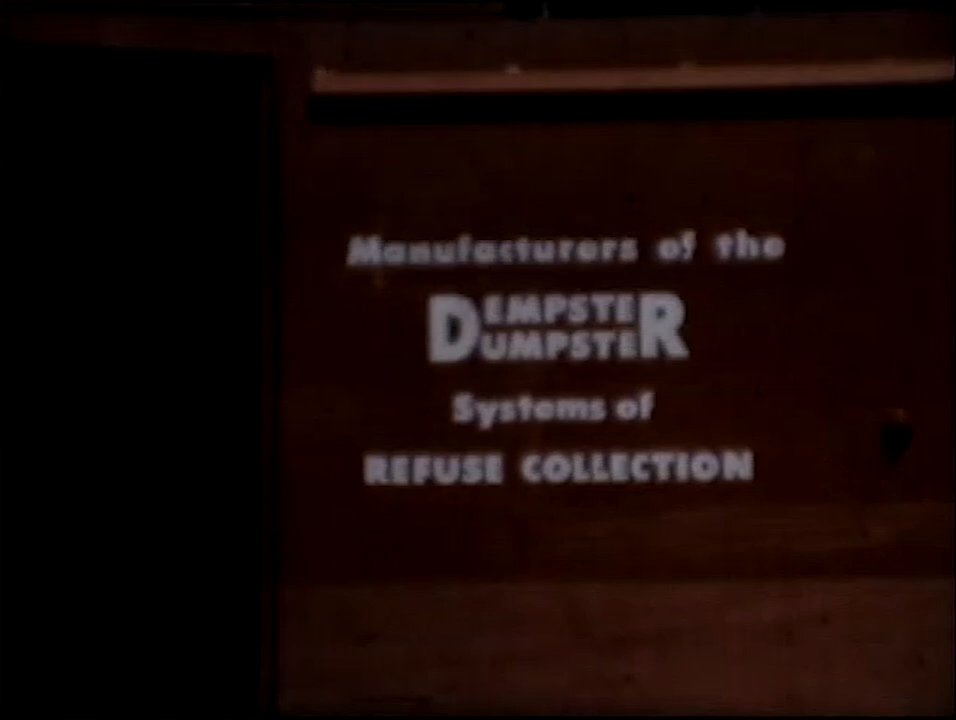 Manufacturers of the
DEMPSTER
DUMPSTER
Systems of
REFUSE COLLECTION